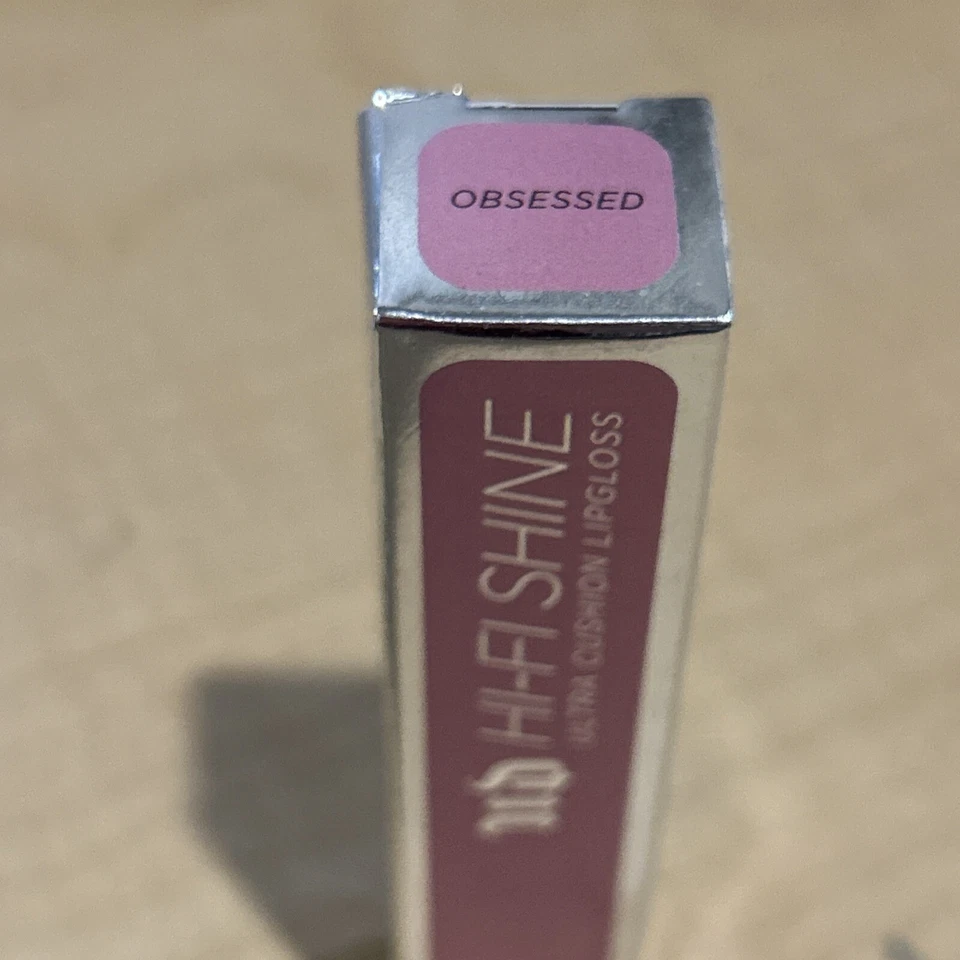 OBSESSED
UD HI-FI SHINE
ULTRA CUSHION LIPGLOSS